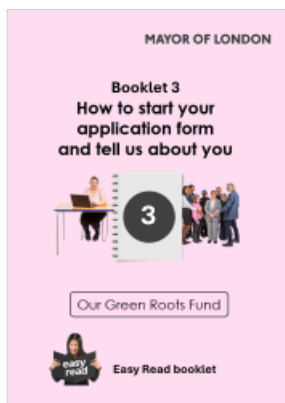 MAYOR OF LONDON
Booklet 3
How to start your
application form
and tell us about you
3
Our Green Roots Fund
easy
read
Easy Read booklet